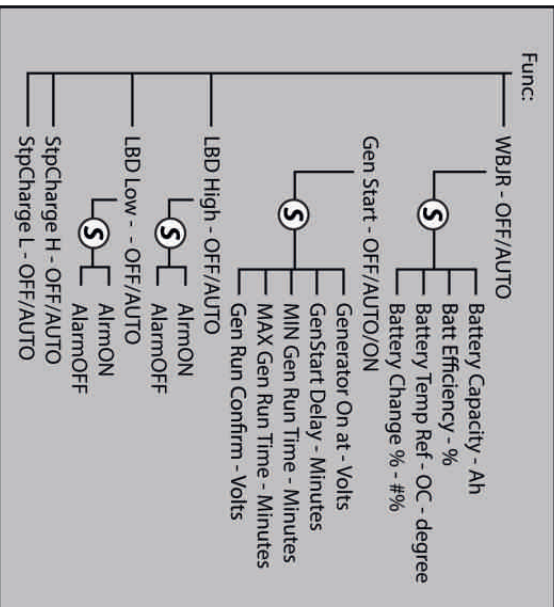 Func:
WBJR - OFF/AUTO
S
Battery Capacity - Ah
Batt Efficiency - %
Battery Temp Ref - OC - degree
Battery Change % - #%
Gen Start - OFF/AUTO/ON
S
Generator On at - Volts
GenStart Delay - Minutes
MIN Gen Run Time - Minutes
MAX Gen Run Time - Minutes
Gen Run Confirm - Volts
LBD High - OFF/AUTO
S
AlrmON
AlarmOFF
LBD Low - - OFF/AUTO
S
AlrmON
AlarmOFF
StpCharge H - OFF/AUTO
StpCharge L - OFF/AUTO